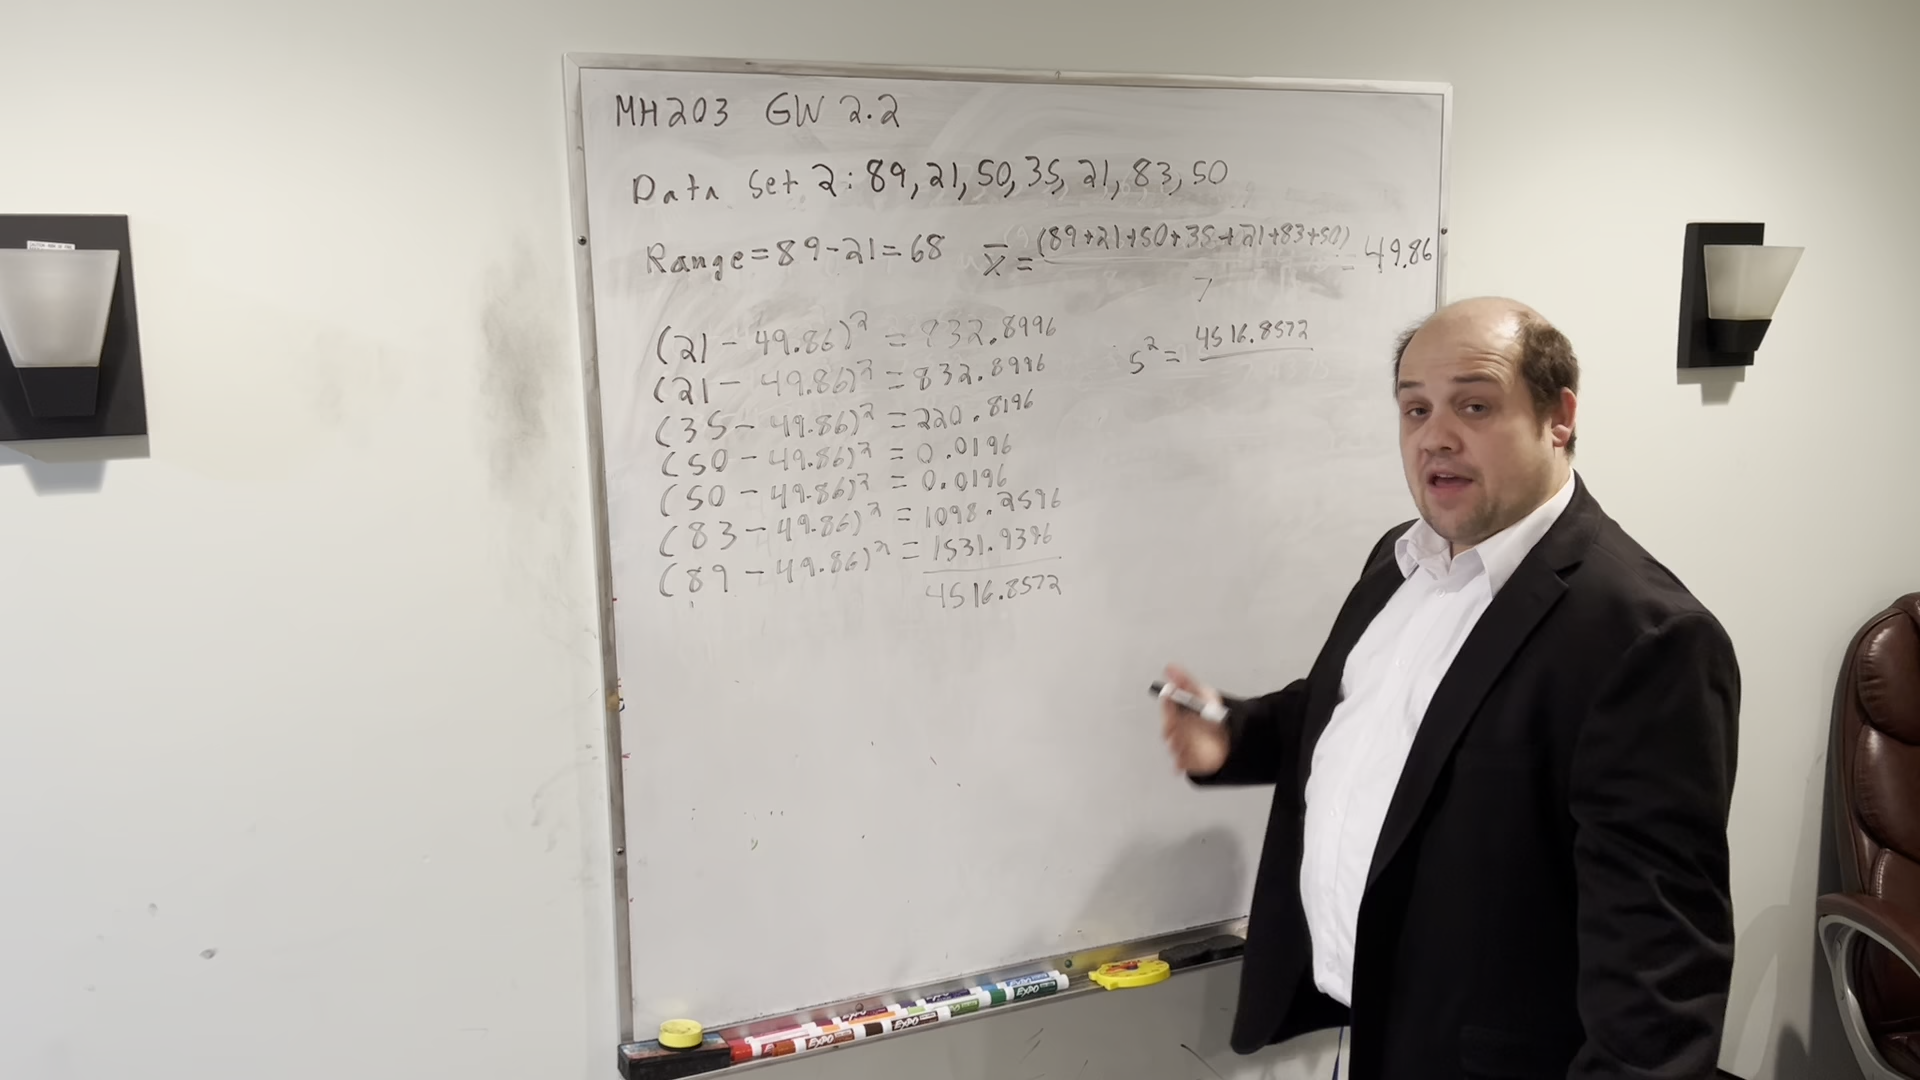 MH203 GW 2.2
Data Set 2: 89, 21, 50, 35, 21, 83, 50
Range = 89-21 = 68 x̄ = (89+21+50+35+21+83+50) / 7 = 49.86
(21 - 49.86)² = 832.8996
(21 - 49.86)² = 832.8996
(35 - 49.86)² = 220.8196
(50 - 49.86)² = 0.0196
(50 - 49.86)² = 0.0196
(83 - 49.86)² = 1098.2596
(89 - 49.86)² = 1531.9396
4516.8572
s² = 4516.8572
EXPO
EXPO
EXPO